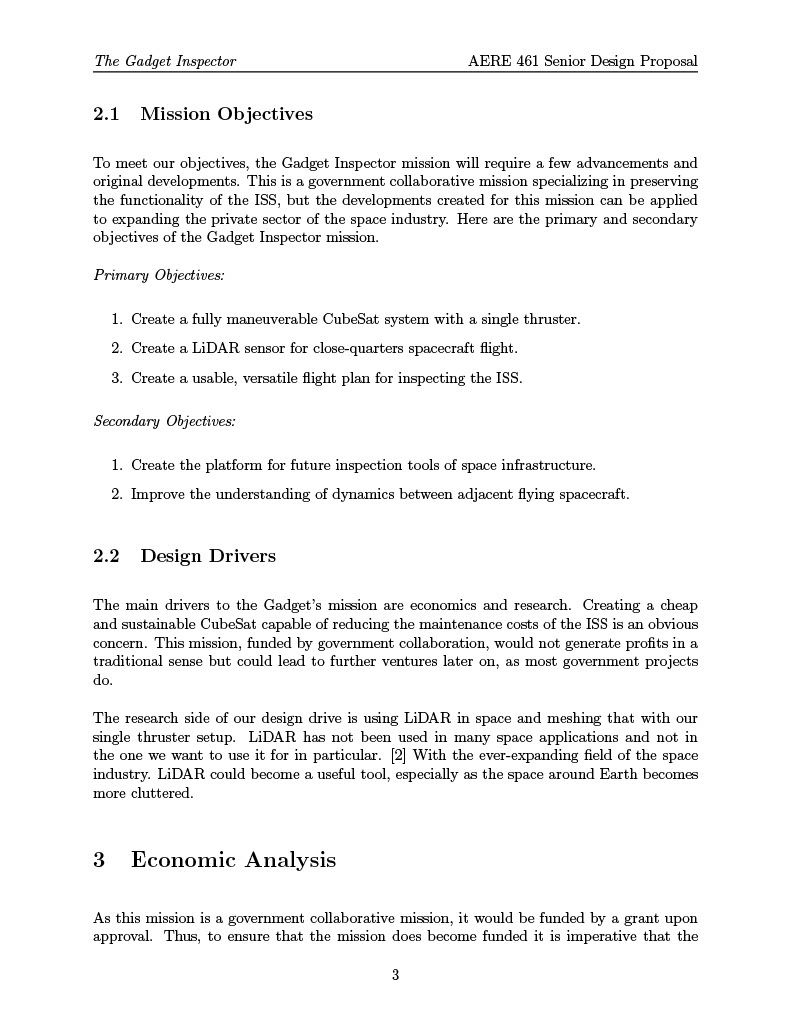 The Gadget Inspector AERE 461 Senior Design Proposal
2.1 Mission Objectives
To meet our objectives, the Gadget Inspector mission will require a few advancements and
original developments. This is a government collaborative mission specializing in preserving
the functionality of the ISS, but the developments created for this mission can be applied
to expanding the private sector of the space industry. Here are the primary and secondary
objectives of the Gadget Inspector mission.
Primary Objectives:
1. Create a fully maneuverable CubeSat system with a single thruster.
2. Create a LiDAR sensor for close-quarters spacecraft flight.
3. Create a usable, versatile flight plan for inspecting the ISS.
Secondary Objectives:
1. Create the platform for future inspection tools of space infrastructure.
2. Improve the understanding of dynamics between adjacent flying spacecraft.
2.2 Design Drivers
The main drivers to the Gadget's mission are economics and research. Creating a cheap
and sustainable CubeSat capable of reducing the maintenance costs of the ISS is an obvious
concern. This mission, funded by government collaboration, would not generate profits in a
traditional sense but could lead to further ventures later on, as most government projects
do.
The research side of our design drive is using LiDAR in space and meshing that with our
single thruster setup. LiDAR has not been used in many space applications and not in
the one we want to use it for in particular. [2] With the ever-expanding field of the space
industry. LiDAR could become a useful tool, especially as the space around Earth becomes
more cluttered.
3 Economic Analysis
As this mission is a government collaborative mission, it would be funded by a grant upon
approval. Thus, to ensure that the mission does become funded it is imperative that the
3